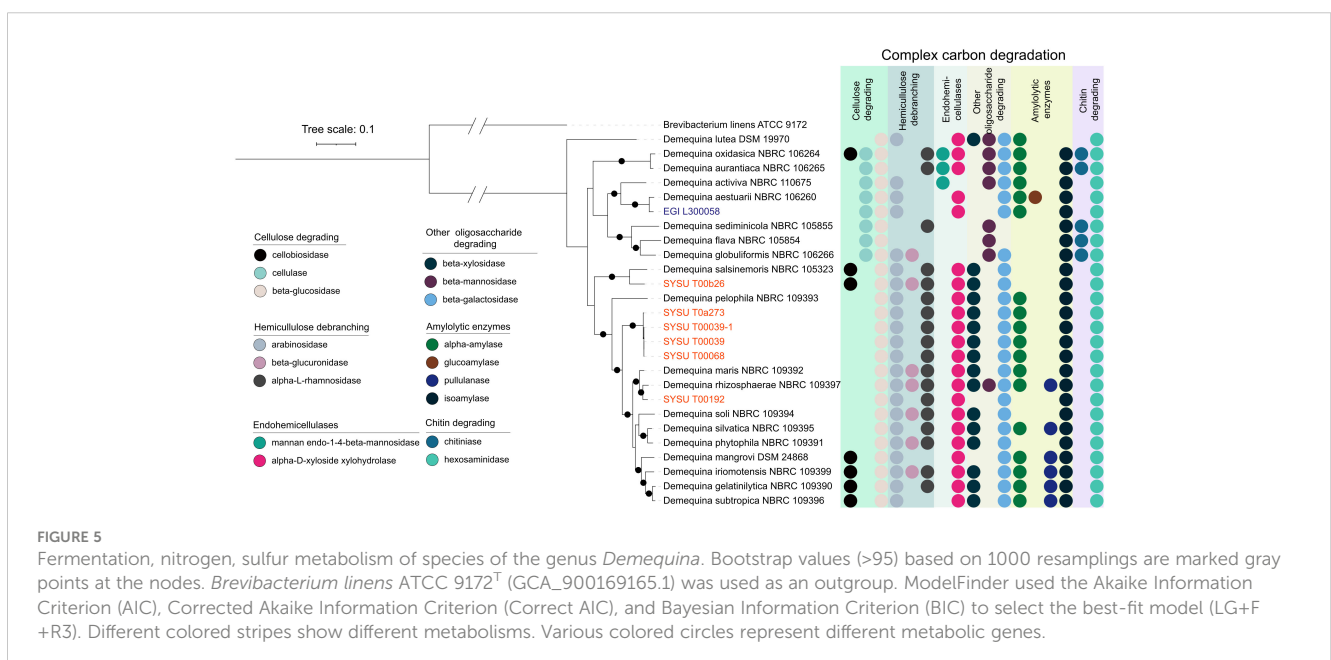 Complex carbon degradation
Cellulose
degrading
Hemicullulose
debranching
Endohemi-
cellulases
Other
oligosaccharide
degrading
Amylolytic
enzymes
Chitin
degrading
Tree scale: 0.1
Brevibacterium linens ATCC 9172
Demequina lutea DSM 19970
Demequina oxidasica NBRC 106264
Demequina aurantiaca NBRC 106265
Demequina activiva NBRC 110675
Demequina aestuarii NBRC 106260
EGI L300058
Demequina sediminicola NBRC 105855
Demequina flava NBRC 105854
Demequina globuliformis NBRC 106266
Demequina salsinemoris NBRC 105323
SYSU T00b26
Demequina pelophila NBRC 109393
SYSU T0a273
SYSU T00039-1
SYSU T00039
SYSU T00068
Demequina maris NBRC 109392
Demequina rhizosphaerae NBRC 109397
SYSU T00192
Demequina soli NBRC 109394
Demequina silvatica NBRC 109395
Demequina phytophila NBRC 109391
Demequina mangrovi DSM 24868
Demequina iriomotensis NBRC 109399
Demequina gelatinilytica NBRC 109390
Demequina subtropica NBRC 109396
Cellulose degrading
cellobiosidase
cellulase
beta-glucosidase
Hemicullulose debranching
arabinosidase
beta-glucuronidase
alpha-L-rhamnosidase
Endohemicellulases
mannan endo-1-4-beta-mannosidase
alpha-D-xyloside xylohydrolase
Other oligosaccharide
degrading
beta-xylosidase
beta-mannosidase
beta-galactosidase
Amylolytic enzymes
alpha-amylase
glucoamylase
pullulanase
isoamylase
Chitin degrading
chitiniase
hexosaminidase
FIGURE 5
Fermentation, nitrogen, sulfur metabolism of species of the genus Demequina. Bootstrap values (>95) based on 1000 resamplings are marked gray
points at the nodes. Brevibacterium linens ATCC 9172T (GCA_900169165.1) was used as an outgroup. ModelFinder used the Akaike Information
Criterion (AIC), Corrected Akaike Information Criterion (Correct AIC), and Bayesian Information Criterion (BIC) to select the best-fit model (LG+F
+R3). Different colored stripes show different metabolisms. Various colored circles represent different metabolic genes.